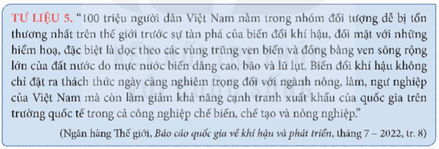 TƯ LIỆU 5. “100 triệu người dân Việt Nam nằm trong nhóm đối tượng dễ bị tổn
thương nhất trên thế giới trước sự tàn phá của biến đổi khí hậu, đối mặt với những
hiểm hoạ, đặc biệt là dọc theo các vùng trũng ven biển và đồng bằng ven sông rộng
lớn của đất nước do mực nước biển dâng cao, bão và lũ lụt. Biến đổi khí hậu không
chỉ đặt ra thách thức ngày càng nghiêm trọng đối với ngành nông, lâm, ngư nghiệp
của Việt Nam mà còn làm giảm khả năng cạnh tranh xuất khẩu của quốc gia trên
trường quốc tế trong cả công nghiệp chế biến, chế tạo và nông nghiệp.”
(Ngân hàng Thế giới, Báo cáo quốc gia về khí hậu và phát triển, tháng 7 – 2022, tr. 8)